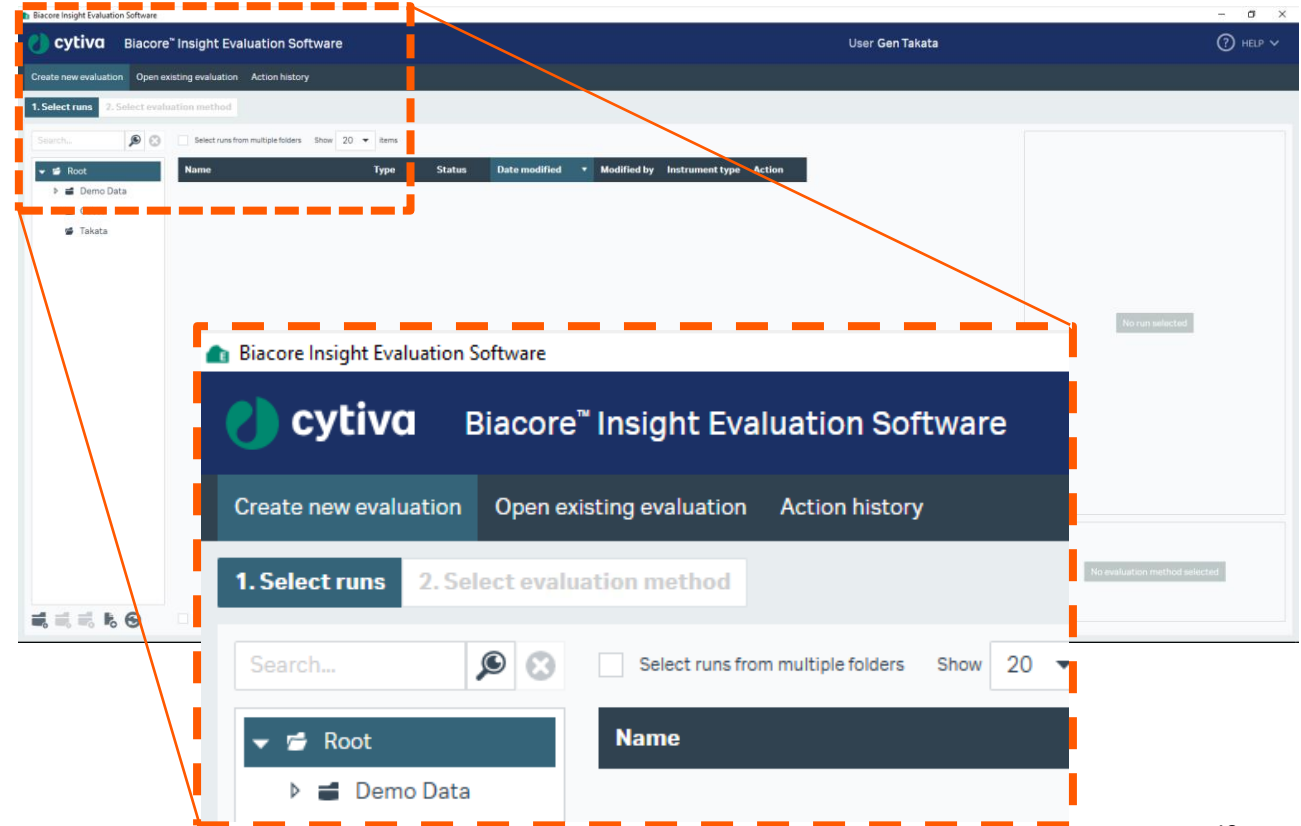 Biacore Insight Evaluation Software
cytiva Biacore™ Insight Evaluation Software User Gen Takata ? HELP
Create new evaluation Open existing evaluation Action history
1. Select runs 2. Select evaluation method
Search... Select runs from multiple folders Show 20 items
Root Name Type Status Date modified Modified by Instrument type Action
Demo Data
Takata
No run selected
Biacore Insight Evaluation Software
cytiva Biacore™ Insight Evaluation Software
Create new evaluation Open existing evaluation Action history
No evaluation method selected
1. Select runs 2. Select evaluation method
Search... Select runs from multiple folders Show 20
Root Name
Demo Data